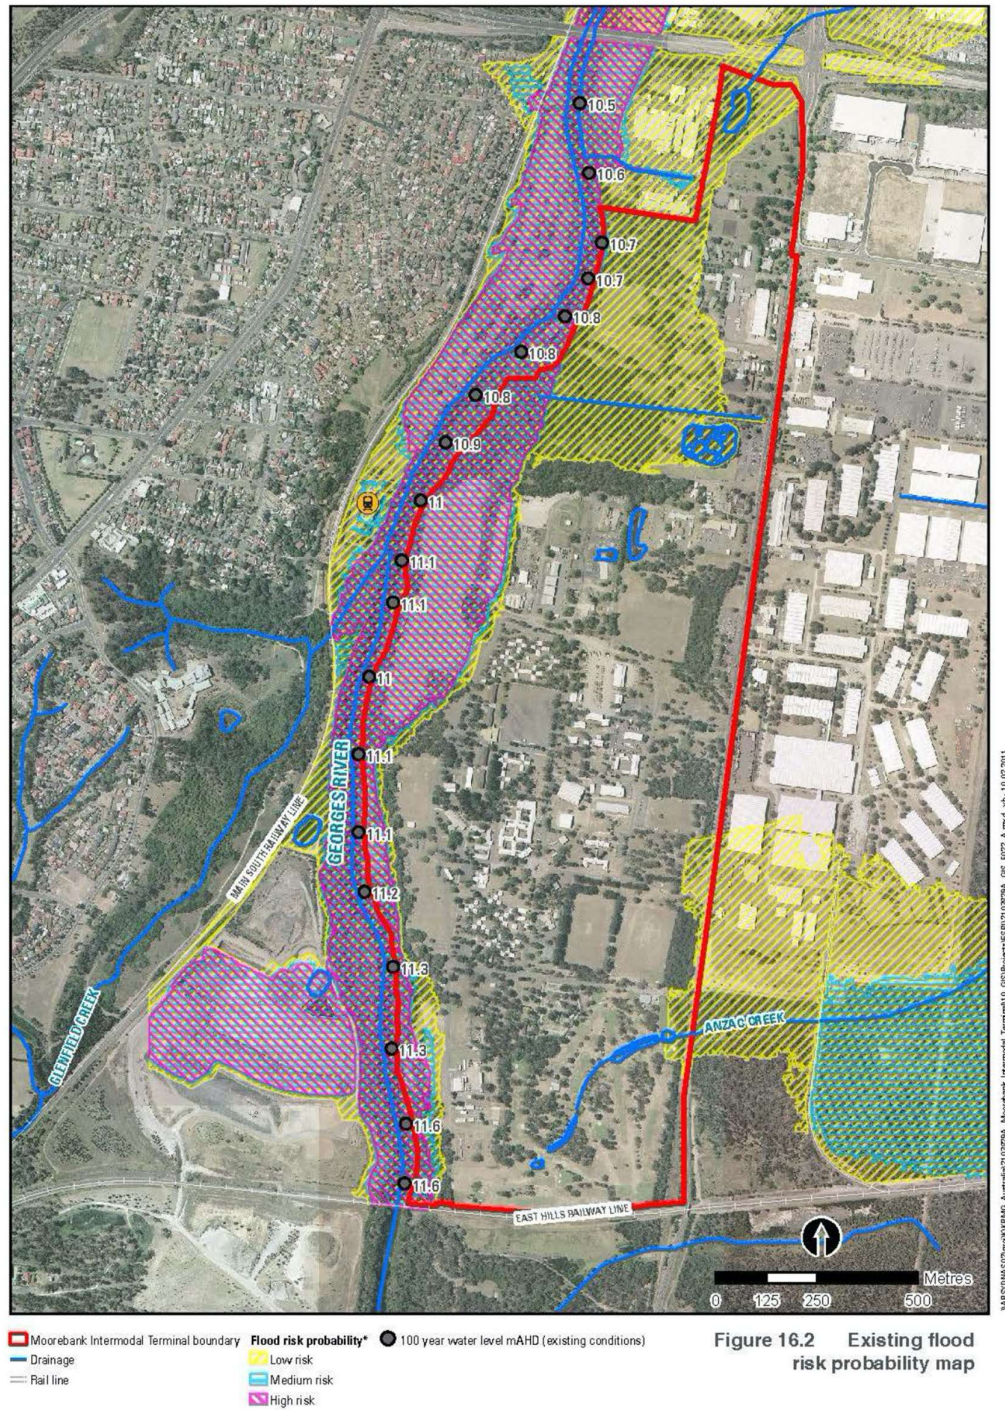 10.5
10.6
10.7
10.7
10.8
10.8
10.8
10.9
11
11.1
11.1
11
11.1
11.1
11.2
11.3
11.3
11.6
11.6
GEORGES RIVER
MAIN SOUTH RAILWAY LINE
GLENFIELD CREEK
ANZAC CREEK
EAST HILLS RAILWAY LINE
Metres
0 125 250 500
Moorebank Intermodal Terminal boundary
Drainage
Rail line
Flood risk probability*
Low risk
Medium risk
High risk
100 year water level mAHD (existing conditions)
Figure 16.2 Existing flood
risk probability map